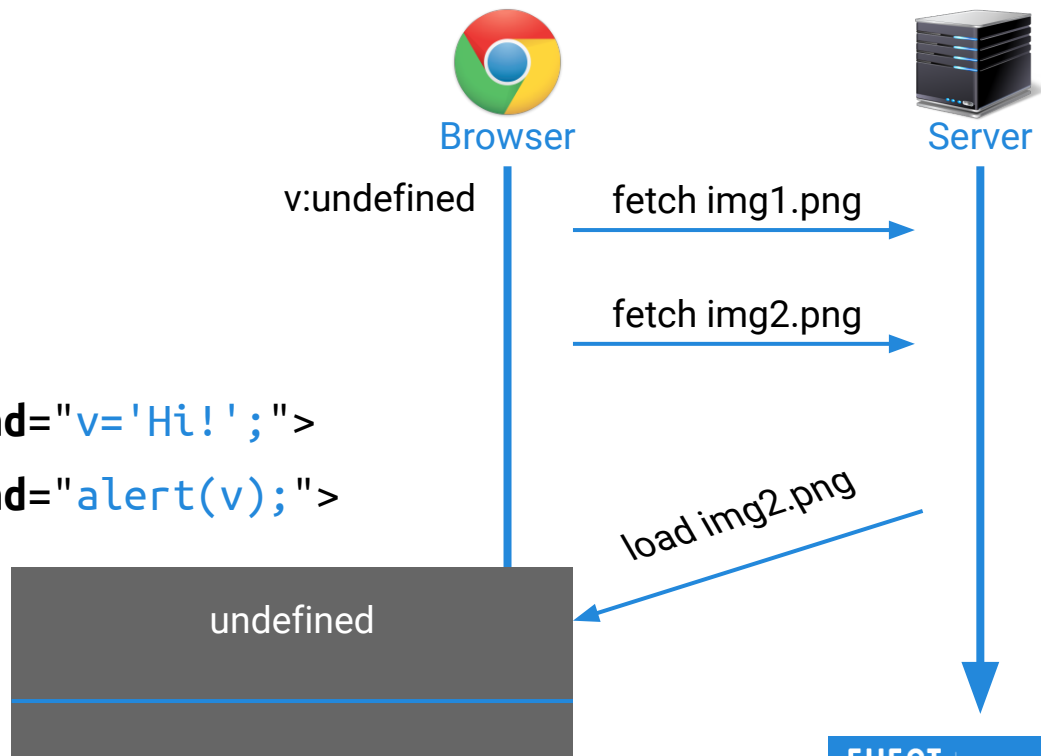 Browser
Server
v:undefined
fetch img1.png
fetch img2.png
d="v='Hi!';">
d="alert(v);">
load img2.png
undefined